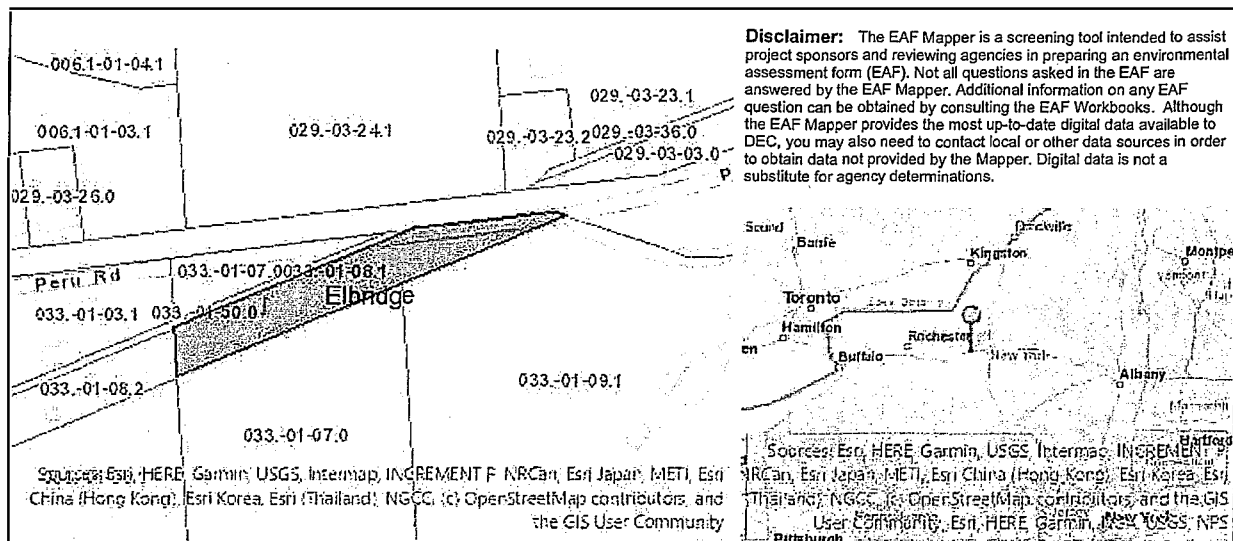 006.1-01-04.1
006.1-01-03.1
029.-03-24.1
029.-03-23.1
029.-03-23.2
029.-03-36.0
029.-03-03.0
029.-03-26.0
Peru Rd
P
033.-01-07.0
033.-01-08.1
Elbridge
033.-01-03.1
033.-01-50.0
033.-01-08.2
033.-01-09.1
033.-01-07.0
Sources: Esri, HERE, Garmin, USGS, Intermap, INCREMENT P, NRCan, Esri Japan, METI, Esri
China (Hong Kong), Esri Korea, Esri (Thailand), NGCC, (c) OpenStreetMap contributors, and
the GIS User Community
Disclaimer: The EAF Mapper is a screening tool intended to assist
project sponsors and reviewing agencies in preparing an environmental
assessment form (EAF). Not all questions asked in the EAF are
answered by the EAF Mapper. Additional information on any EAF
question can be obtained by consulting the EAF Workbooks. Although
the EAF Mapper provides the most up-to-date digital data available to
DEC, you may also need to contact local or other data sources in order
to obtain data not provided by the Mapper. Digital data is not a
substitute for agency determinations.
Sound
Barrie
Kingston
Montpe
Vermont
Toronto
Hamilton
Rochester
en
Buffalo
New York
Albany
Hartford
Sources: Esri, HERE, Garmin, USGS, Intermap, INCREMENT P,
NRCan, Esri Japan, METI, Esri China (Hong Kong), Esri Korea, Esri
(Thailand), NGCC, (c) OpenStreetMap contributors, and the GIS
User Community, Esri, HERE, Garmin, USGS, NPS
Pittsburgh